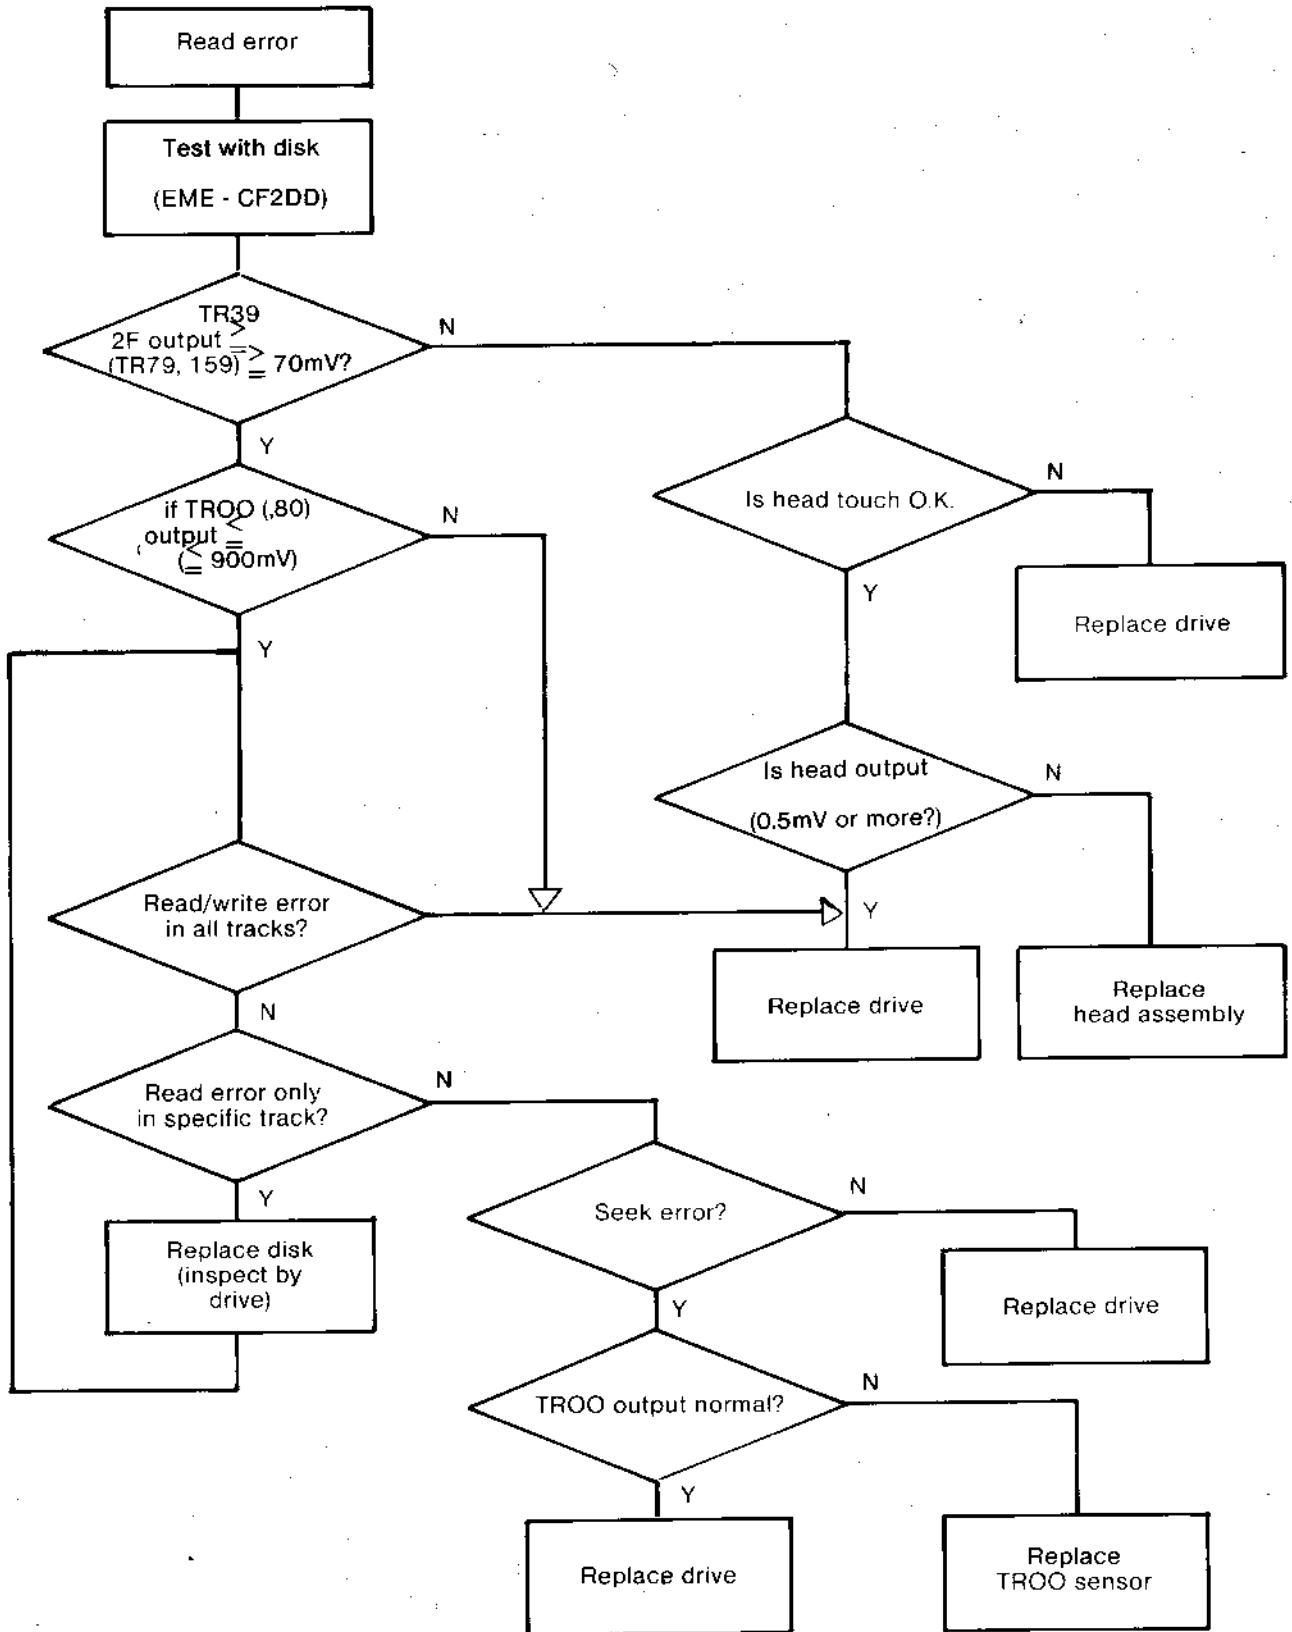 Read error
Test with disk
(EME - CF2DD)
TR39
2F output ≧
(TR79, 159) ≧ 70mV?
N
Y
if TROO (,80)
output ≦
(≦ 900mV)
N
Y
Is head touch O.K.
N
Y
Replace drive
Is head output
(0.5mV or more?)
N
Y
Read/write error
in all tracks?
N
Replace drive
Replace
head assembly
Read error only
in specific track?
N
Y
Replace disk
(inspect by
drive)
Seek error?
N
Y
Replace drive
TROO output normal?
N
Y
Replace drive
Replace
TROO sensor